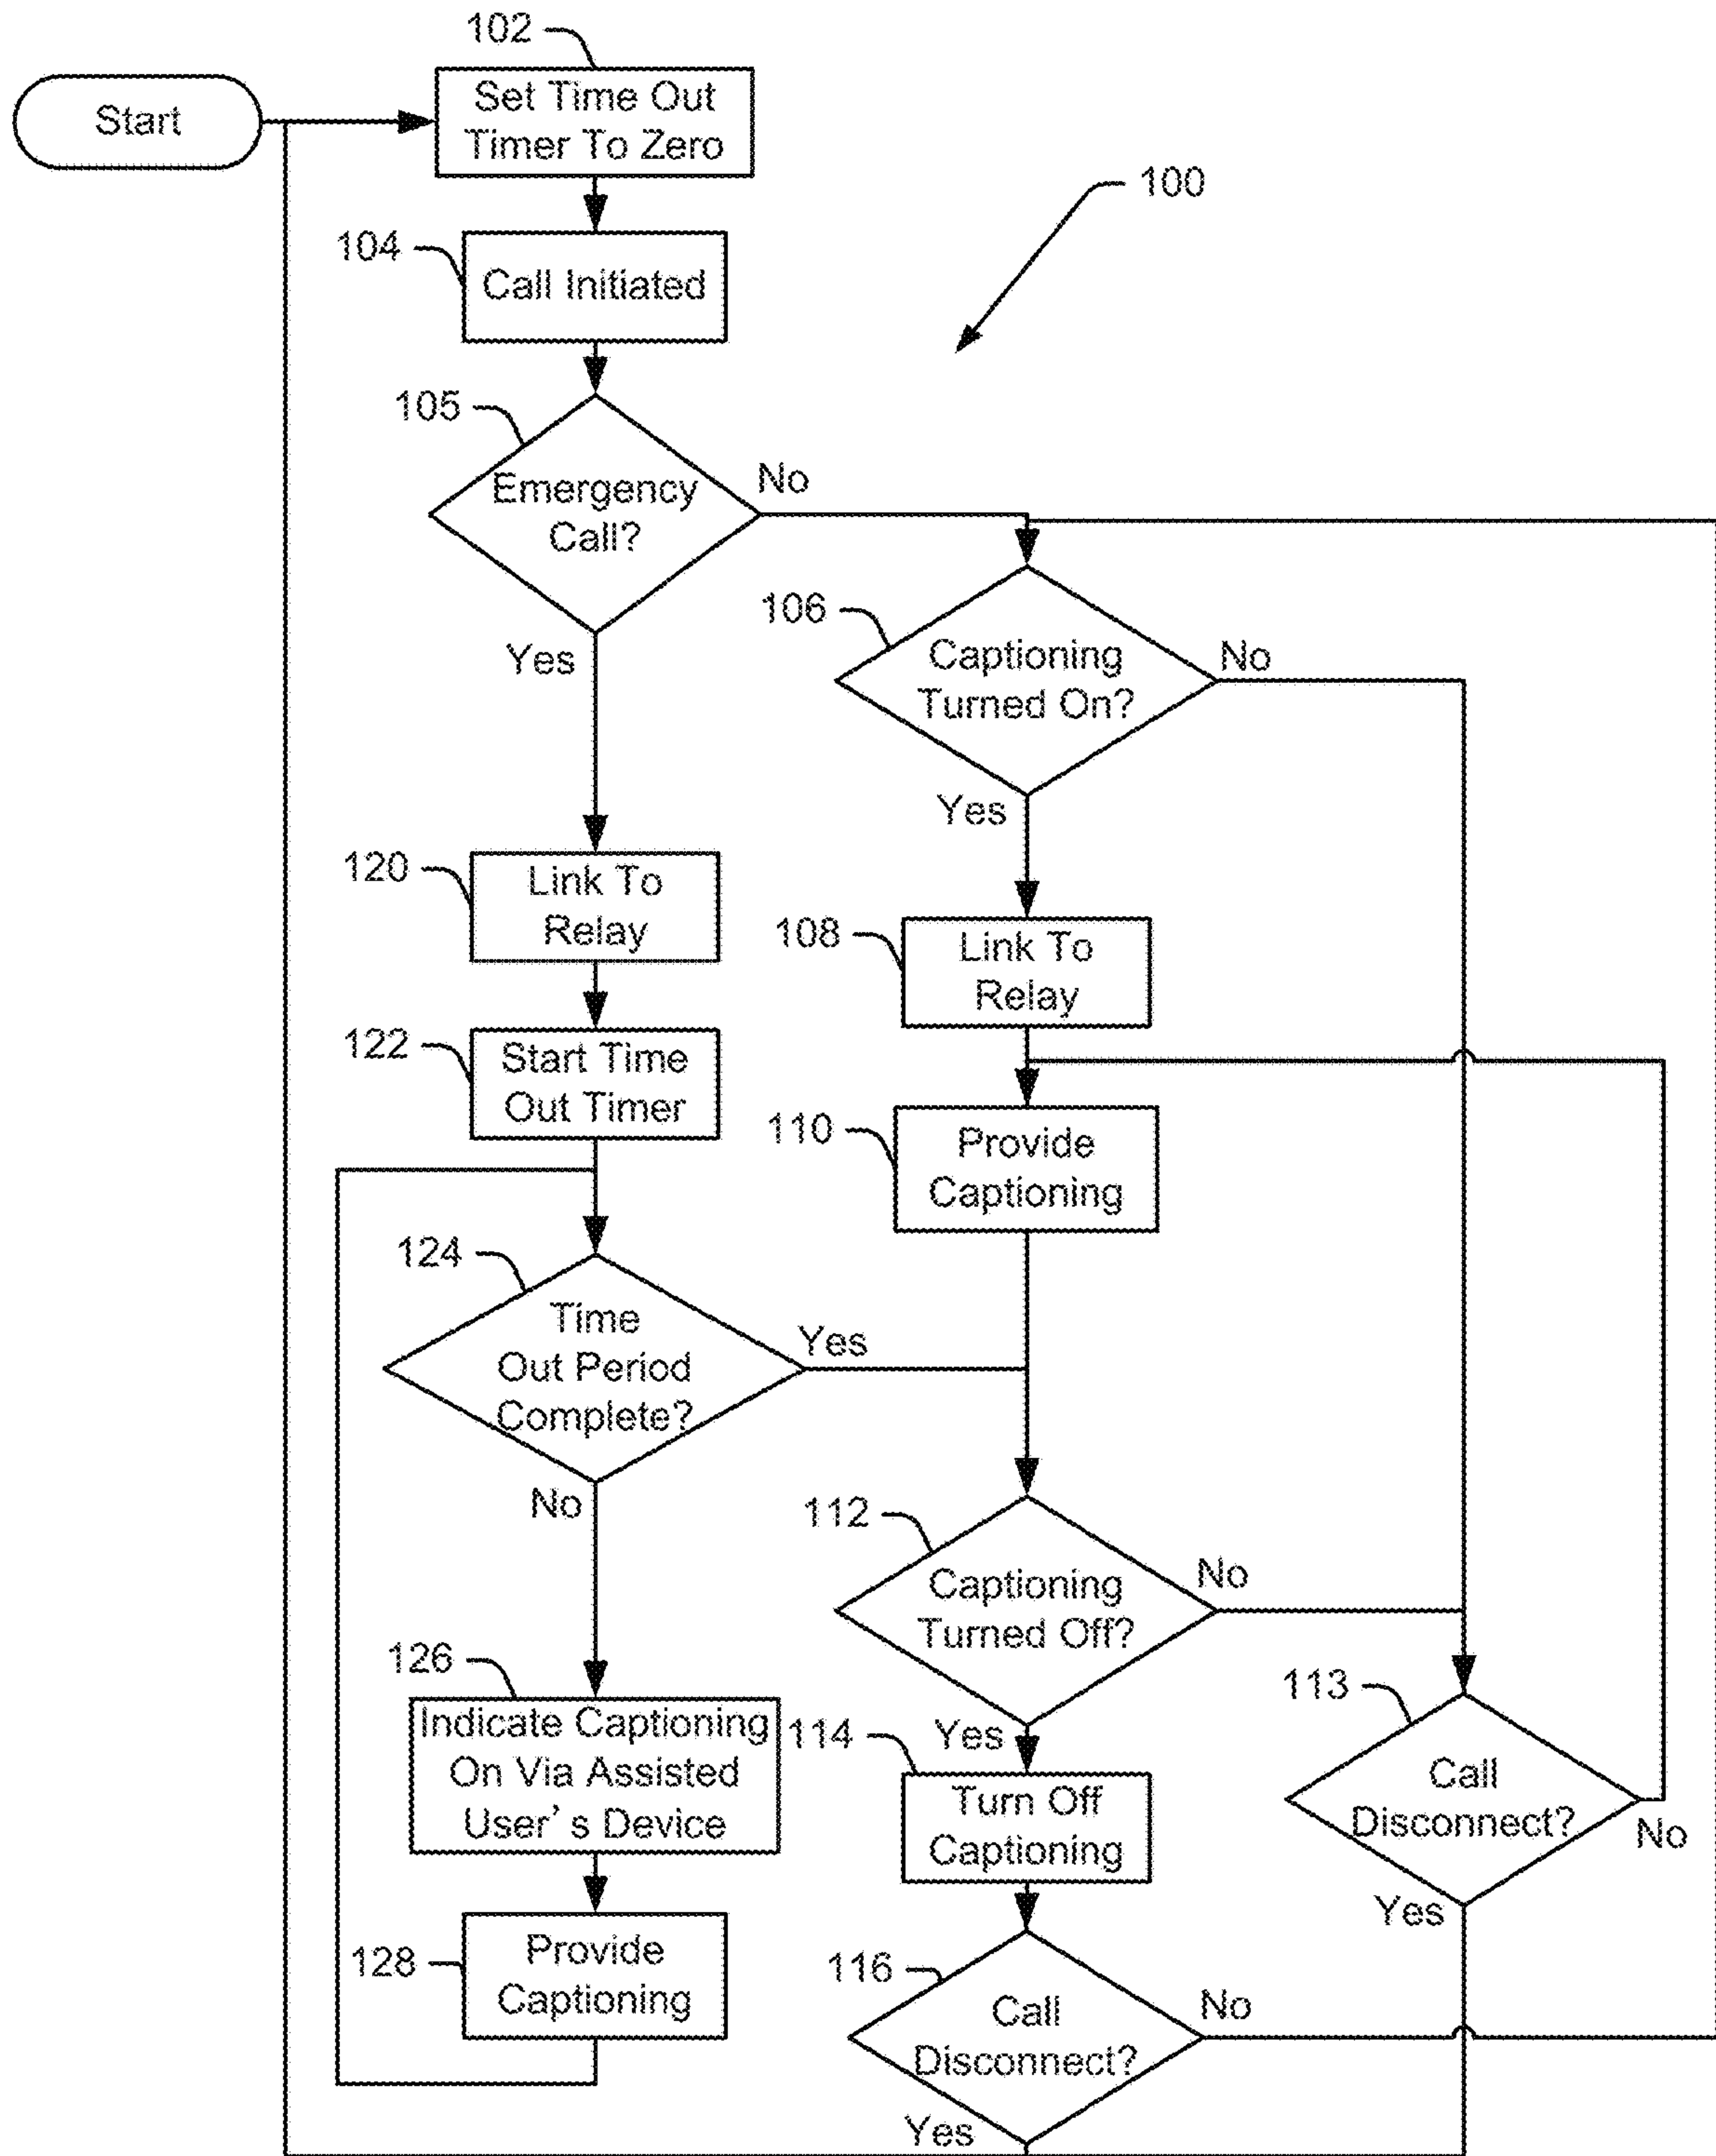 102
Start
Set Time Out
Timer To Zero
100
104
Call Initiated
105
Emergency
Call?
No
Yes
106
Captioning
Turned On?
No
Yes
120
Link To
Relay
108
Link To
Relay
122
Start Time
Out Timer
110
Provide
Captioning
124
Time
Out Period
Complete?
Yes
No
112
Captioning
Turned Off?
No
Yes
126
Indicate Captioning
On Via Assisted
User's Device
114
Turn Off
Captioning
113
Call
Disconnect?
No
Yes
128
Provide
Captioning
116
Call
Disconnect?
No
Yes